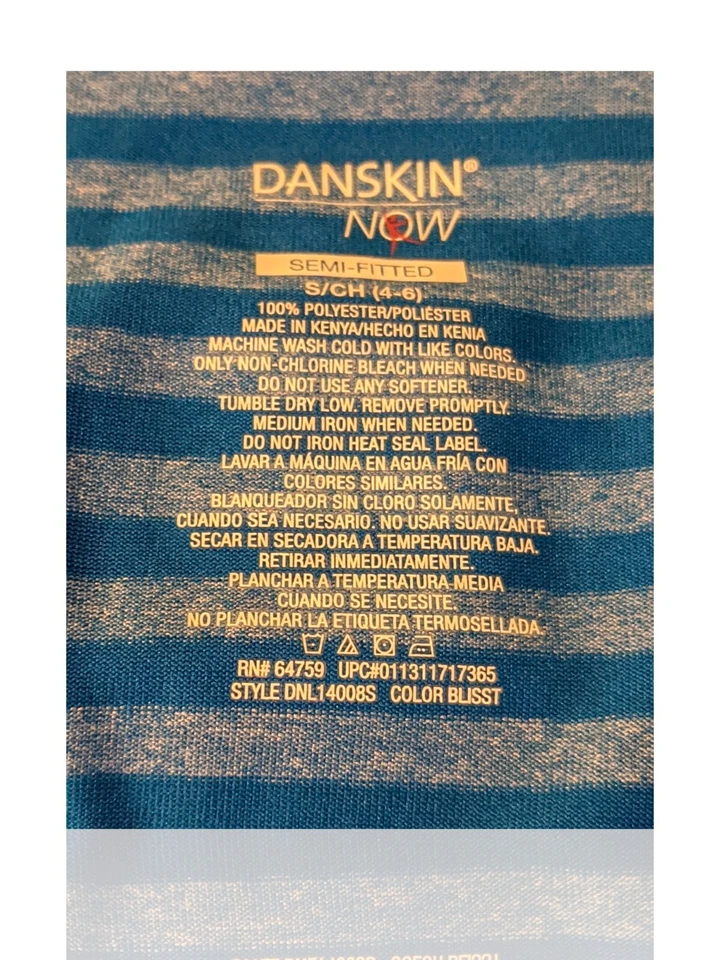 DANSKIN®
NOW
SEMI-FITTED
S/CH (4-6)
100% POLYESTER/POLIÉSTER
MADE IN KENYA/HECHO EN KENIA
MACHINE WASH COLD WITH LIKE COLORS.
ONLY NON-CHLORINE BLEACH WHEN NEEDED
DO NOT USE ANY SOFTENER.
TUMBLE DRY LOW. REMOVE PROMPTLY.
MEDIUM IRON WHEN NEEDED.
DO NOT IRON HEAT SEAL LABEL.
LAVAR A MÁQUINA EN AGUA FRÍA CON
COLORES SIMILARES.
BLANQUEADOR SIN CLORO SOLAMENTE,
CUANDO SEA NECESARIO. NO USAR SUAVIZANTE.
SECAR EN SECADORA A TEMPERATURA BAJA.
RETIRAR INMEDIATAMENTE.
PLANCHAR A TEMPERATURA MEDIA
CUANDO SE NECESITE.
NO PLANCHAR LA ETIQUETA TERMOSELLADA.
RN# 64759 UPC#011311717365
STYLE DNL14008S COLOR BLISST